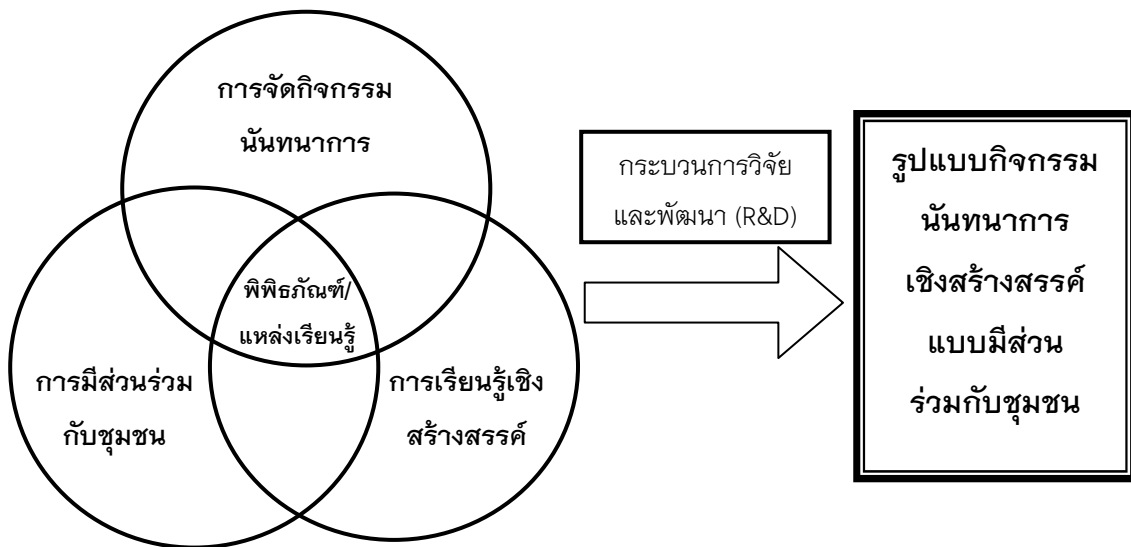 การจัดกิจกรรม
นันทนาการ
พิพิธภัณฑ์/
แหล่งเรียนรู้
การมีส่วนร่วม
กับชุมชน
การเรียนรู้เชิง
สร้างสรรค์
กระบวนการวิจัย
และพัฒนา (R&D)
รูปแบบกิจกรรม
นันทนาการ
เชิงสร้างสรรค์
แบบมีส่วน
ร่วมกับชุมชน